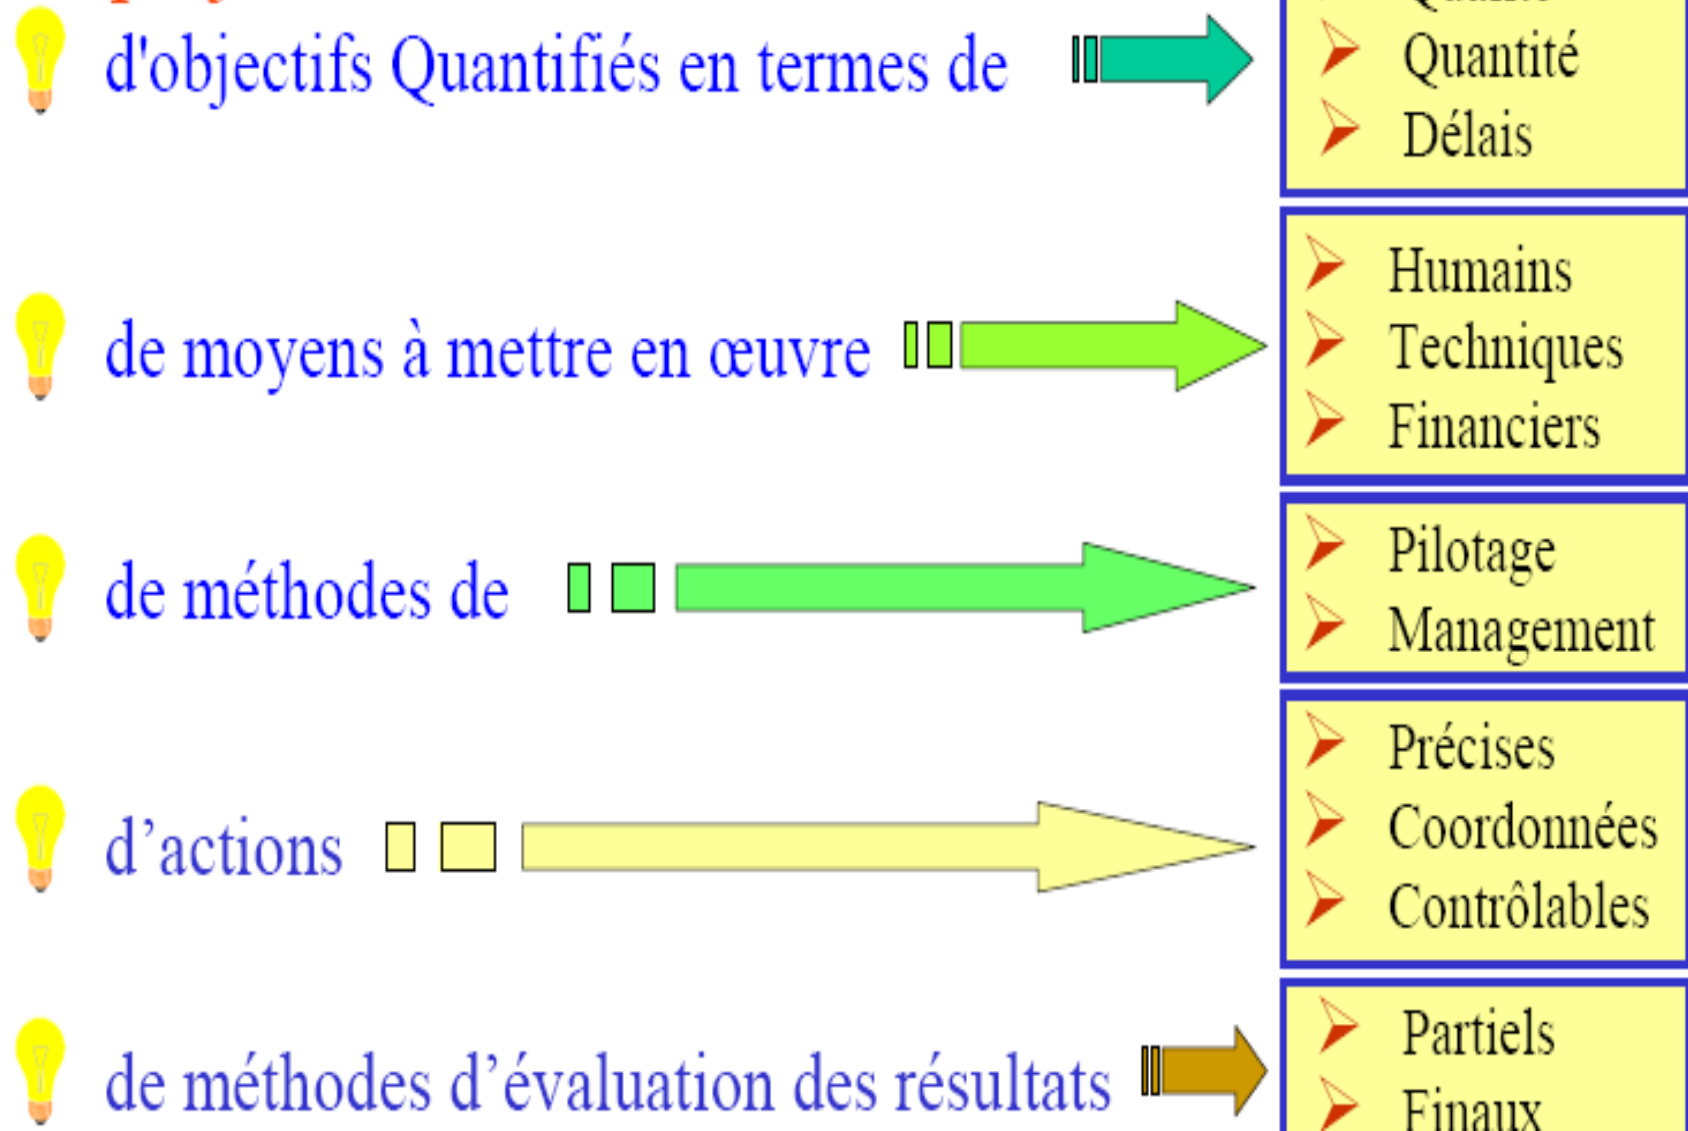 d'objectifs Quantifiés en termes de
Quantité
Délais
de moyens à mettre en œuvre
Humains
Techniques
Financiers
de méthodes de
Pilotage
Management
d’actions
Précises
Coordonnées
Contrôlables
de méthodes d’évaluation des résultats
Partiels
Finaux